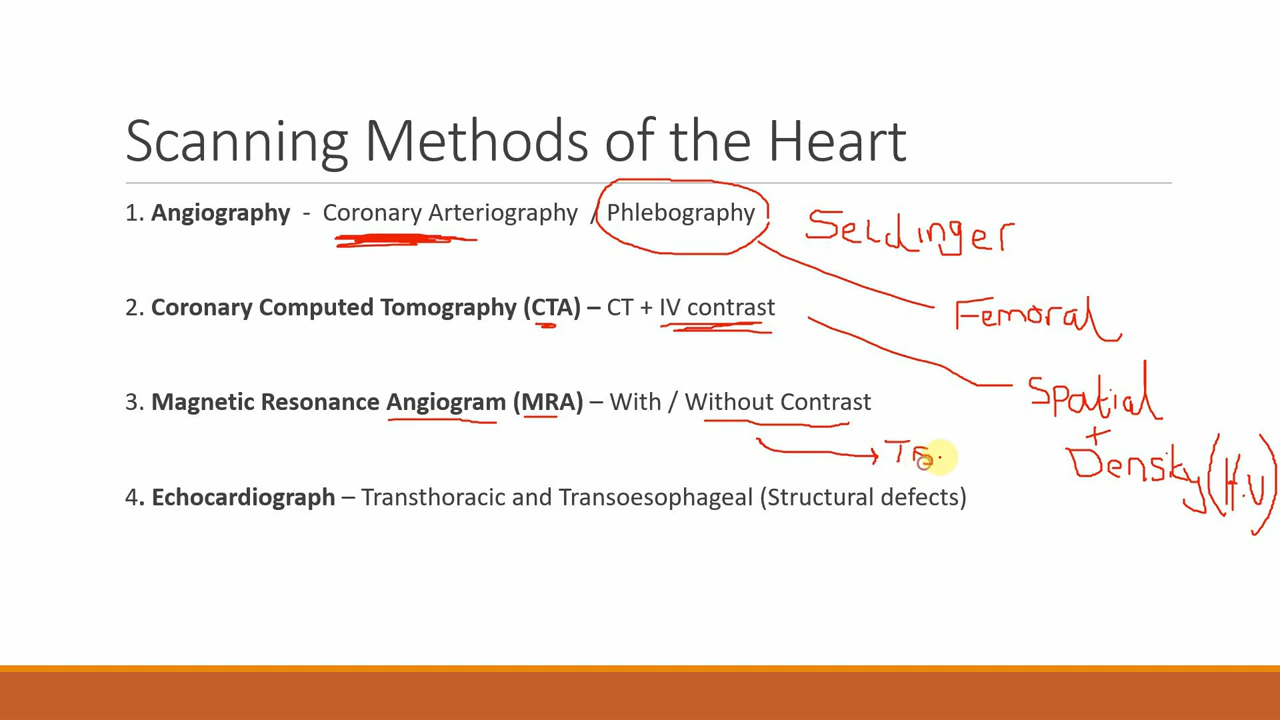 Scanning Methods of the Heart
1. Angiography - Coronary Arteriography / Phlebography
Seldinger
2. Coronary Computed Tomography (CTA) – CT + IV contrast
Femoral
3. Magnetic Resonance Angiogram (MRA) – With / Without Contrast
Spatial
+
Density (H.U)
4. Echocardiograph – Transthoracic and Transoesophageal (Structural defects)